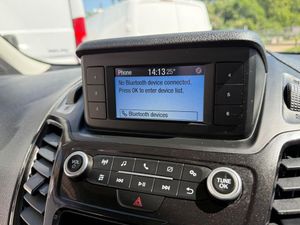 Phone 14:13 25°
No Bluetooth device connected.
Press OK to enter device list.
Bluetooth devices
VOL
TUNE
OK